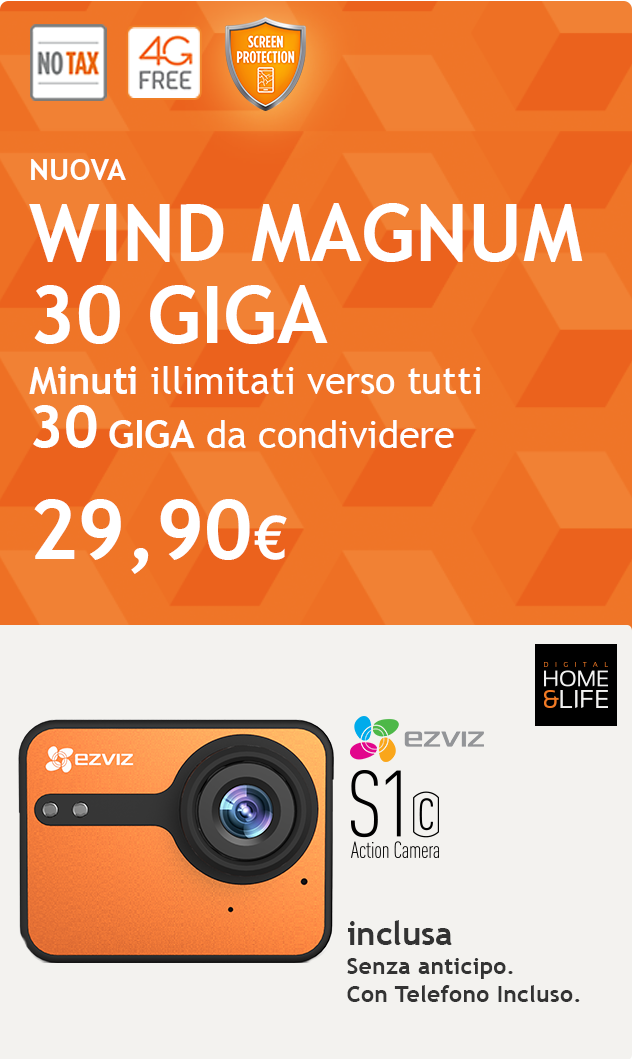 NO TAX
4G
FREE
SCREEN
PROTECTION
NUOVA
WIND MAGNUM
30 GIGA
Minuti illimitati verso tutti
30 GIGA da condividere
29,90€
DIGITAL
HOME
&LIFE
ezviz
ezviz
S1c
Action Camera
inclusa
Senza anticipo.
Con Telefono Incluso.